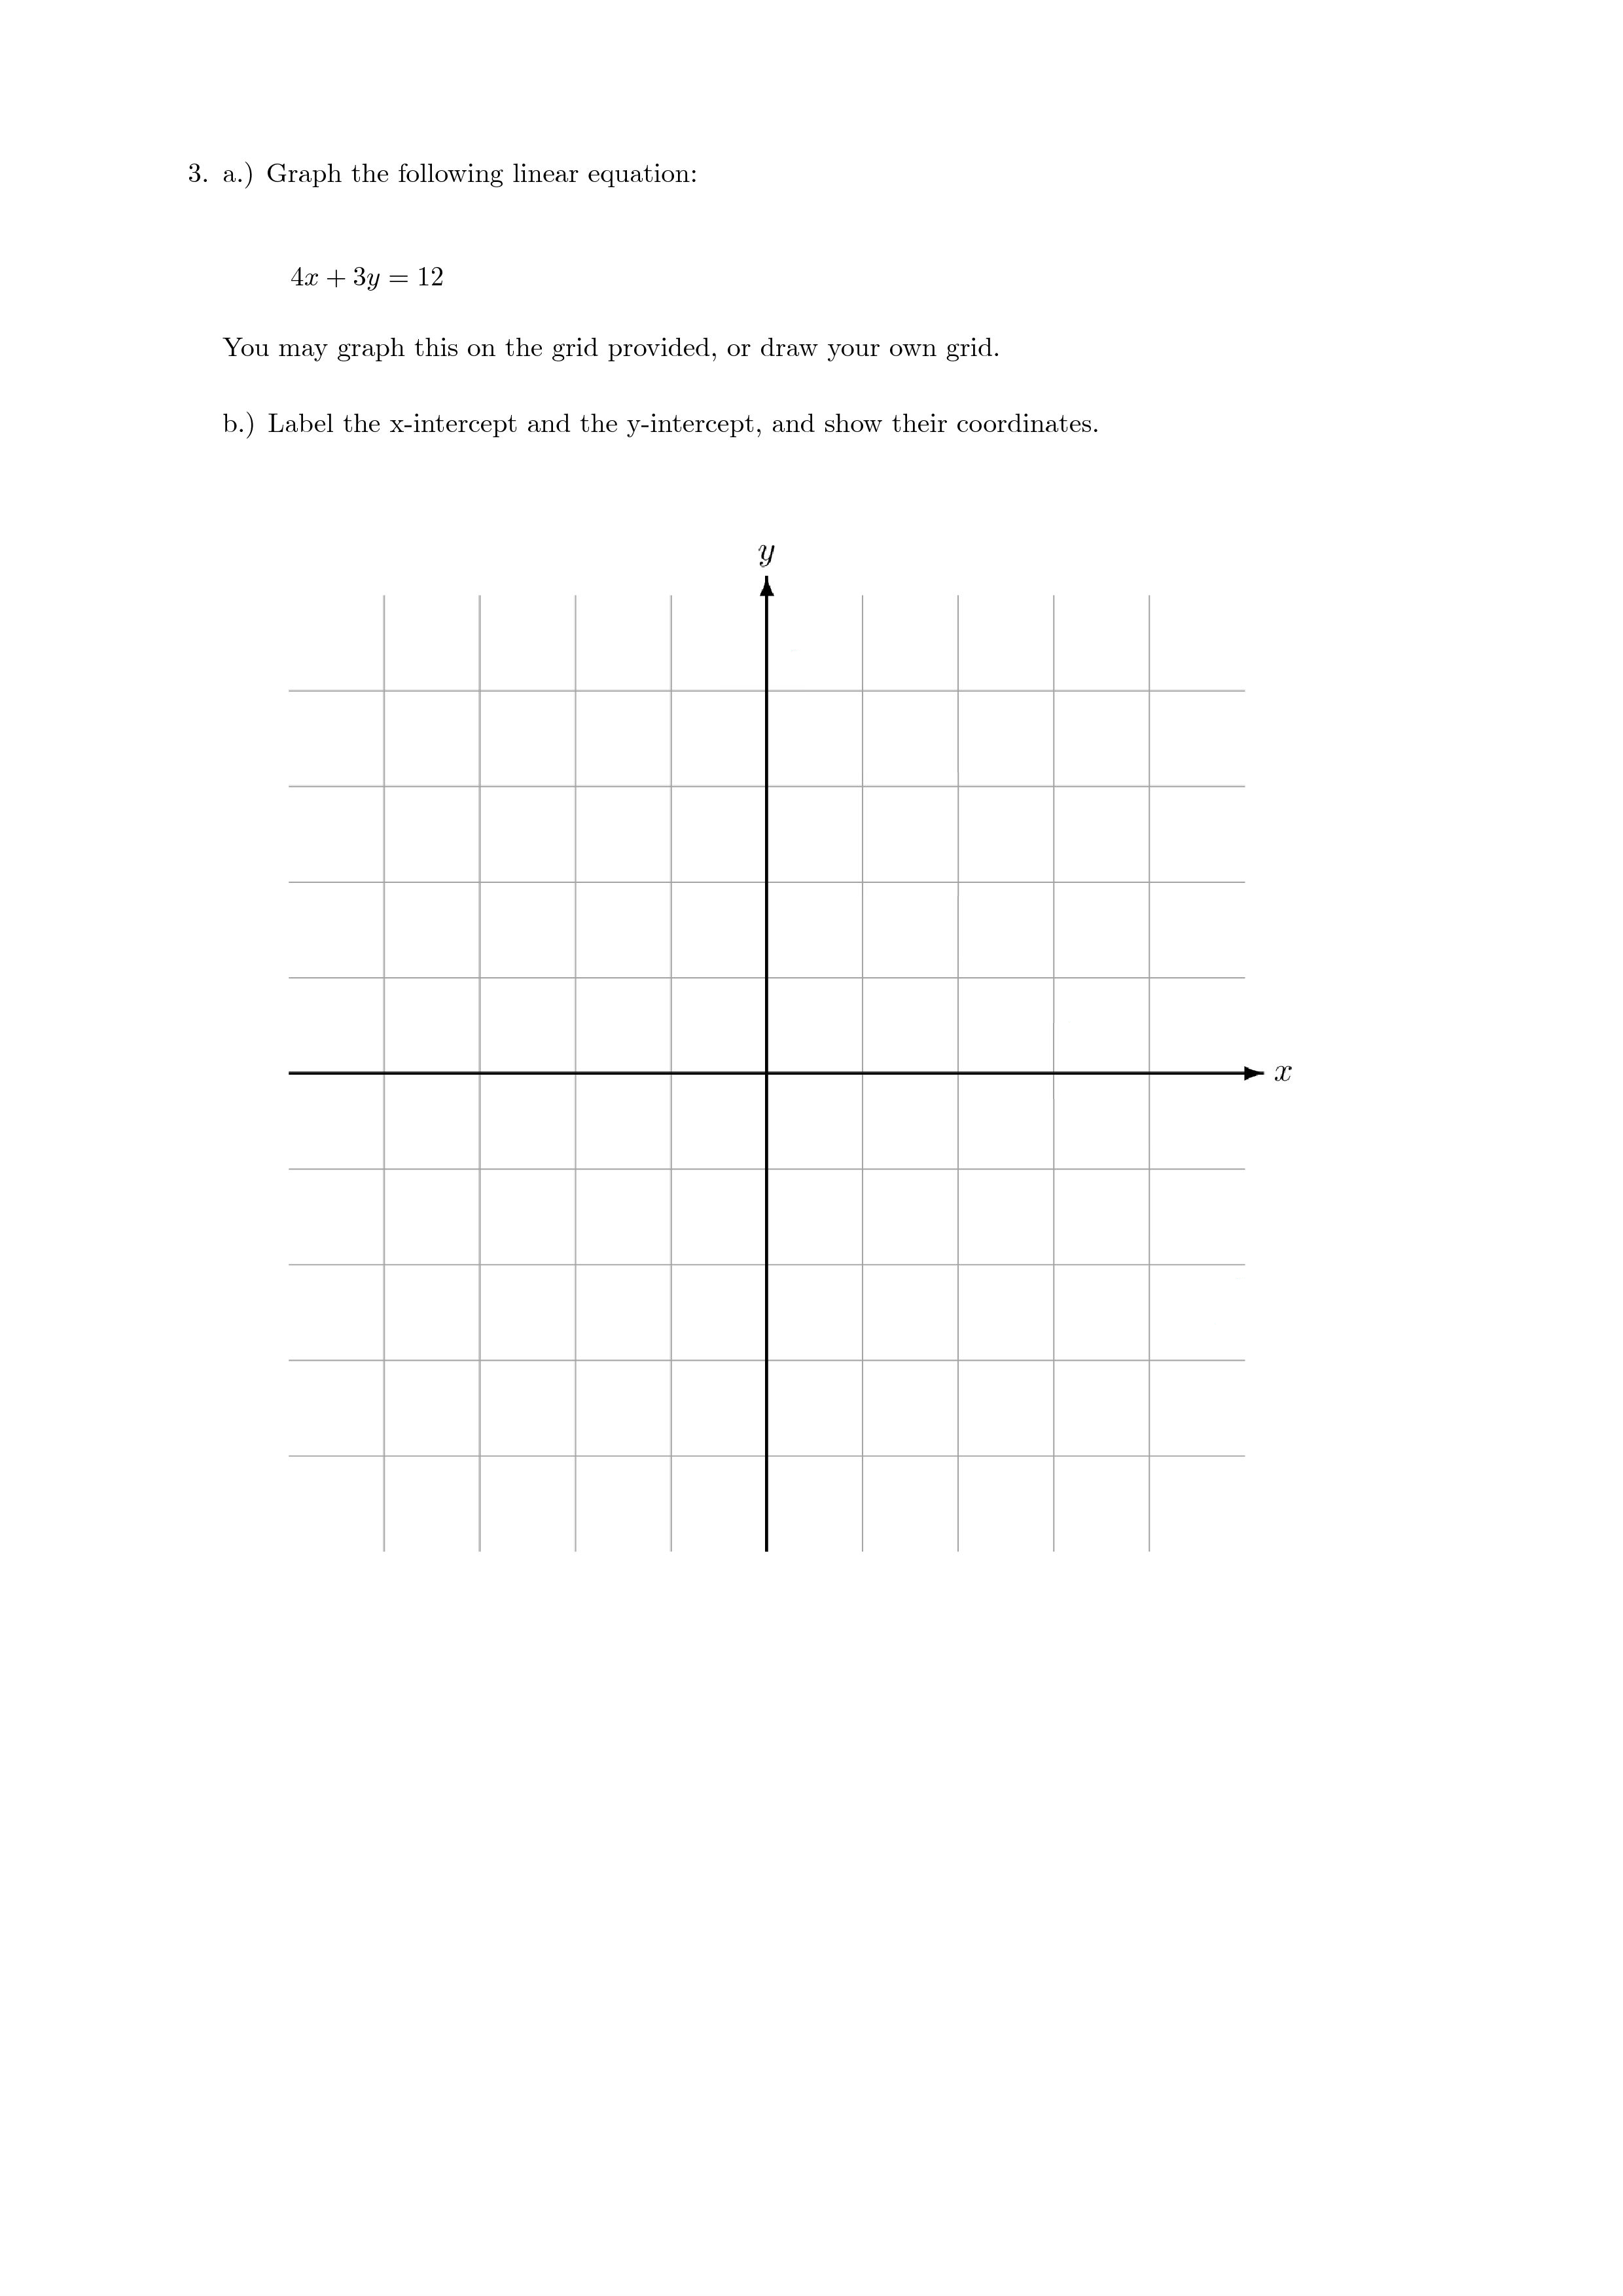 3. a.) Graph the following linear equation:
4x + 3y = 12
You may graph this on the grid provided, or draw your own grid.
b.) Label the x-intercept and the y-intercept, and show their coordinates.
y
x